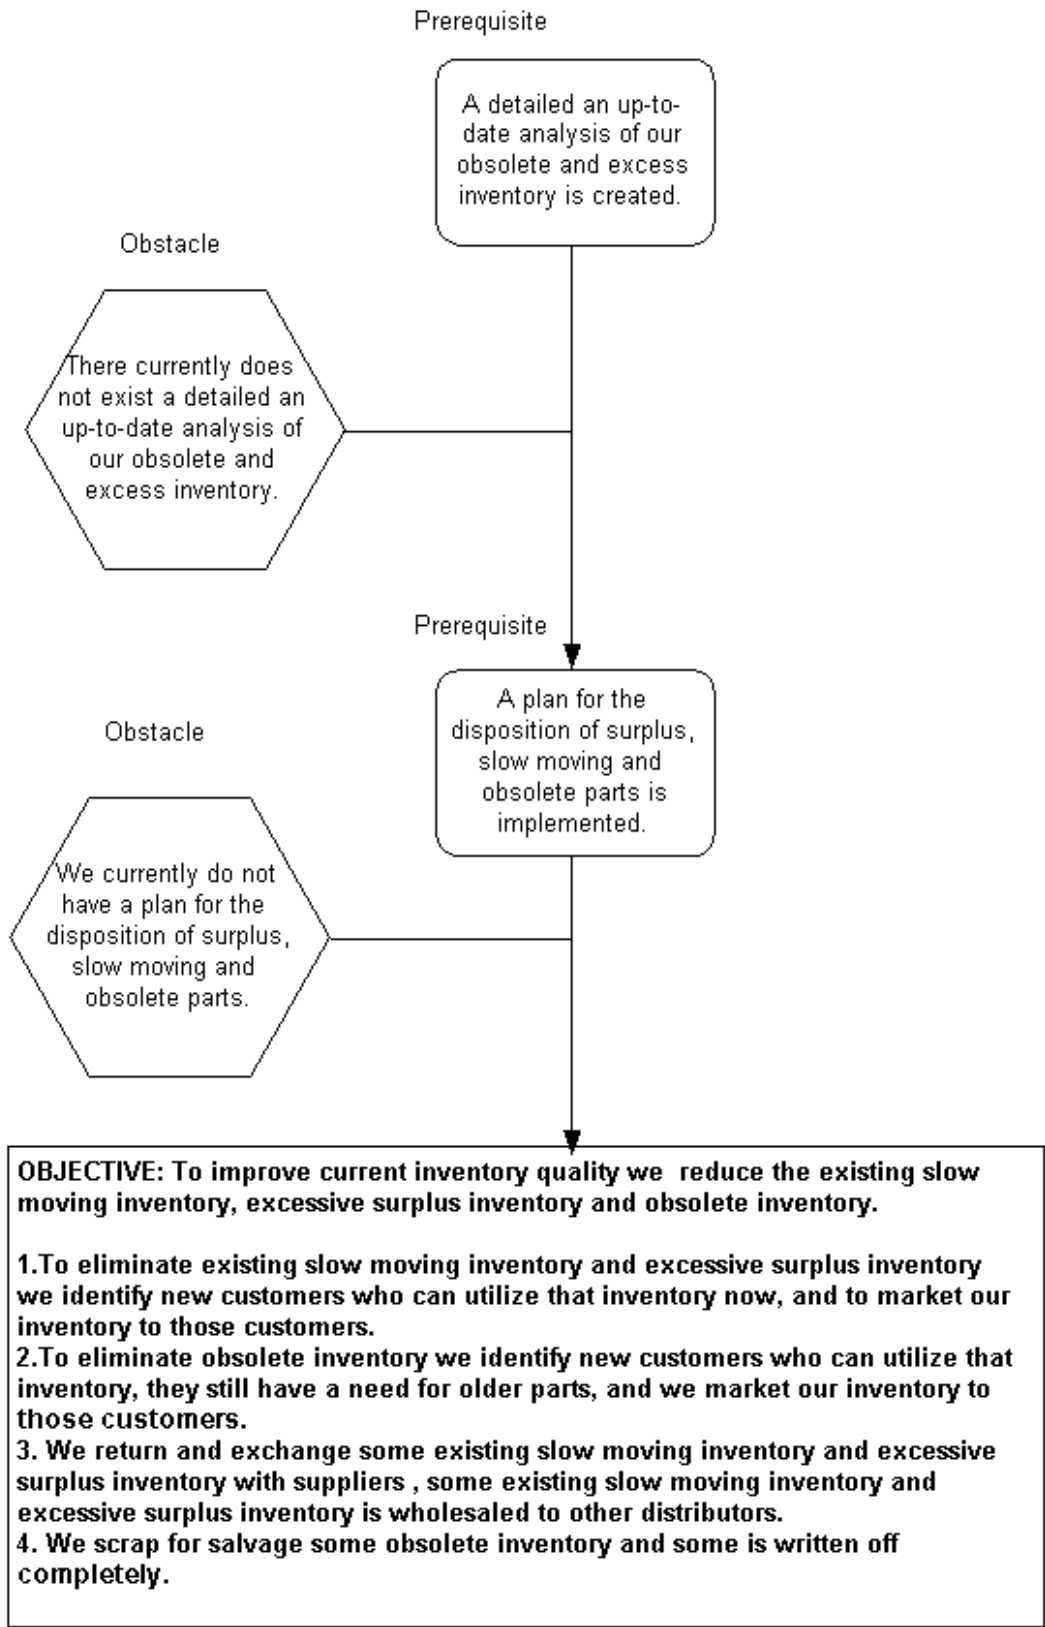 Prerequisite
A detailed an up-to-
date analysis of our
obsolete and excess
inventory is created.
Obstacle
There currently does
not exist a detailed an
up-to-date analysis of
our obsolete and
excess inventory.
Prerequisite
A plan for the
disposition of surplus,
slow moving and
obsolete parts is
implemented.
Obstacle
We currently do not
have a plan for the
disposition of surplus,
slow moving and
obsolete parts.
OBJECTIVE: To improve current inventory quality we reduce the existing slow
moving inventory, excessive surplus inventory and obsolete inventory.
1.To eliminate existing slow moving inventory and excessive surplus inventory
we identify new customers who can utilize that inventory now, and to market our
inventory to those customers.
2.To eliminate obsolete inventory we identify new customers who can utilize that
inventory, they still have a need for older parts, and we market our inventory to
those customers.
3. We return and exchange some existing slow moving inventory and excessive
surplus inventory with suppliers , some existing slow moving inventory and
excessive surplus inventory is wholesaled to other distributors.
4. We scrap for salvage some obsolete inventory and some is written off
completely.